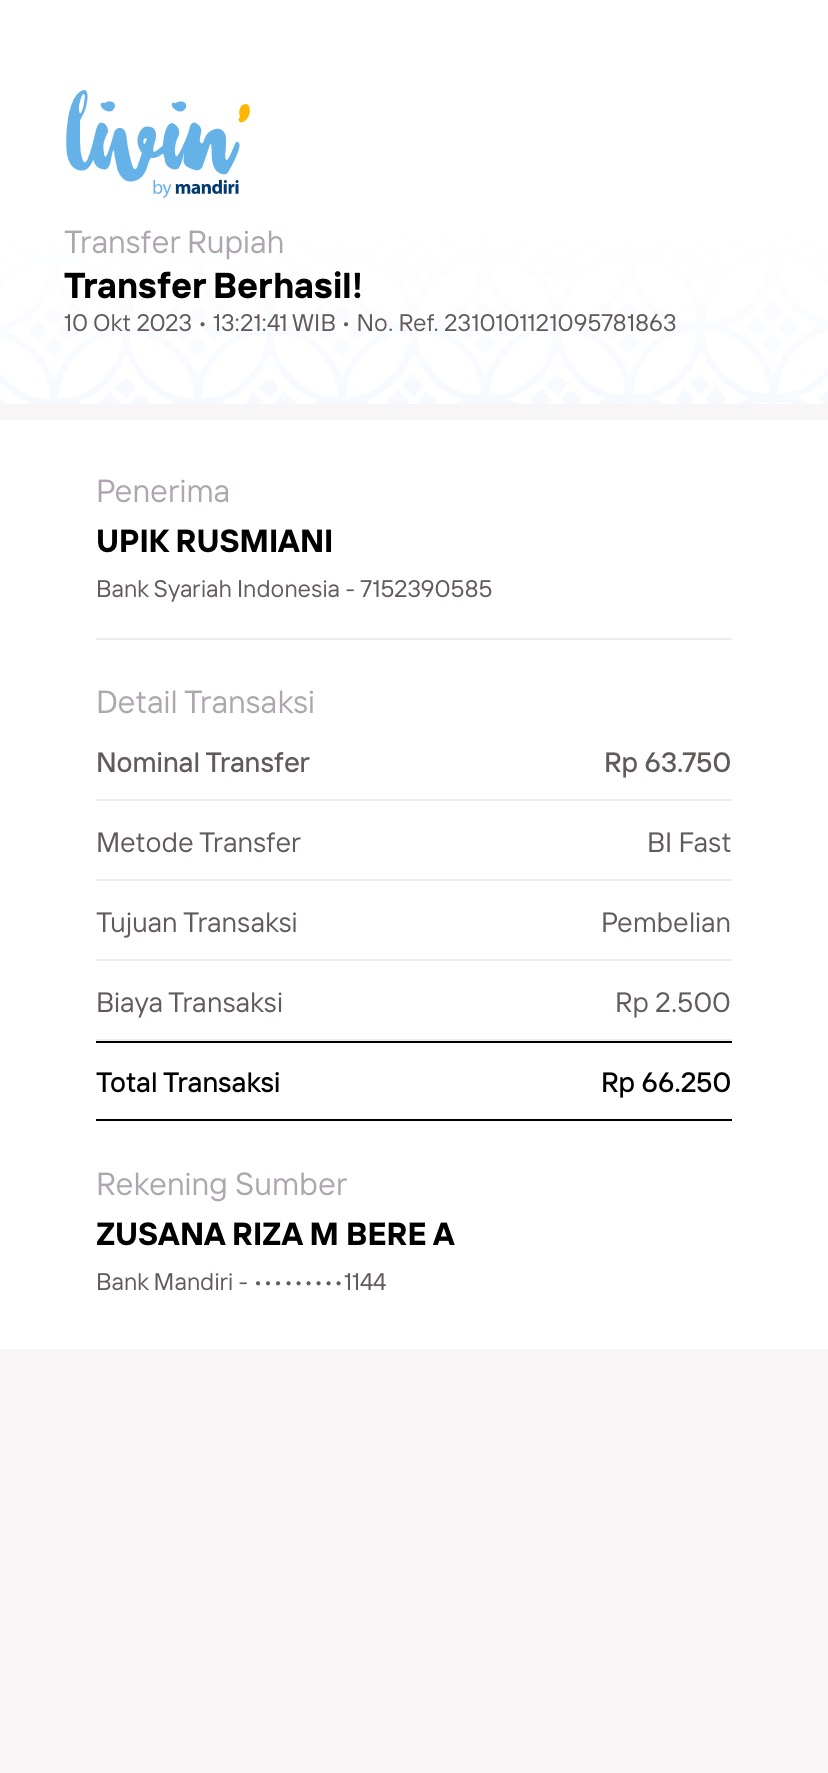 livin'
by mandiri
Transfer Rupiah
Transfer Berhasil!
10 Okt 2023 • 13:21:41 WIB • No. Ref. 2310101121095781863
Penerima
UPIK RUSMIANI
Bank Syariah Indonesia - 7152390585
Detail Transaksi
Nominal Transfer Rp 63.750
Metode Transfer BI Fast
Tujuan Transaksi Pembelian
Biaya Transaksi Rp 2.500
Total Transaksi Rp 66.250
Rekening Sumber
ZUSANA RIZA M BERE A
Bank Mandiri - •••••••••1144